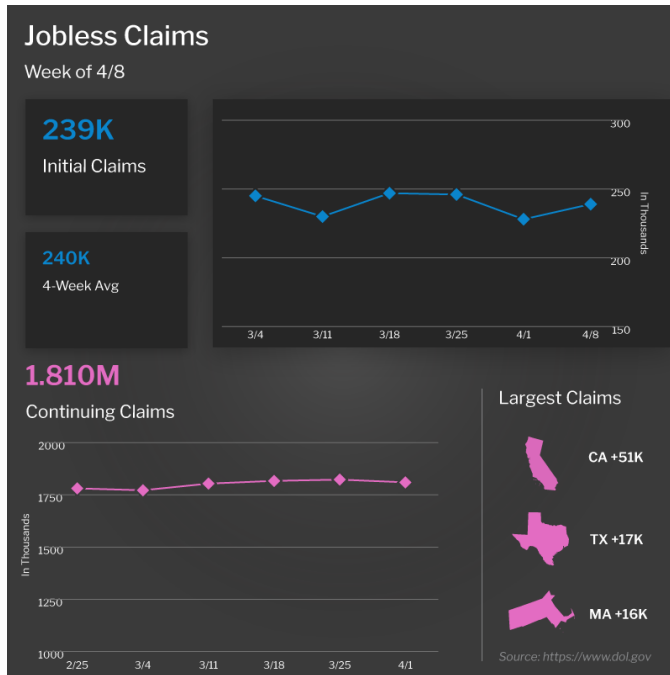 Jobless Claims
Week of 4/8
239K
Initial Claims
240K
4-Week Avg
300
250
200
150
In Thousands
3/4 3/11 3/18 3/25 4/1 4/8
1.810M
Continuing Claims
2000
1750
1500
1250
1000
In Thousands
2/25 3/4 3/11 3/18 3/25 4/1
Largest Claims
CA +51K
TX +17K
MA +16K
Source: https://www.dol.gov